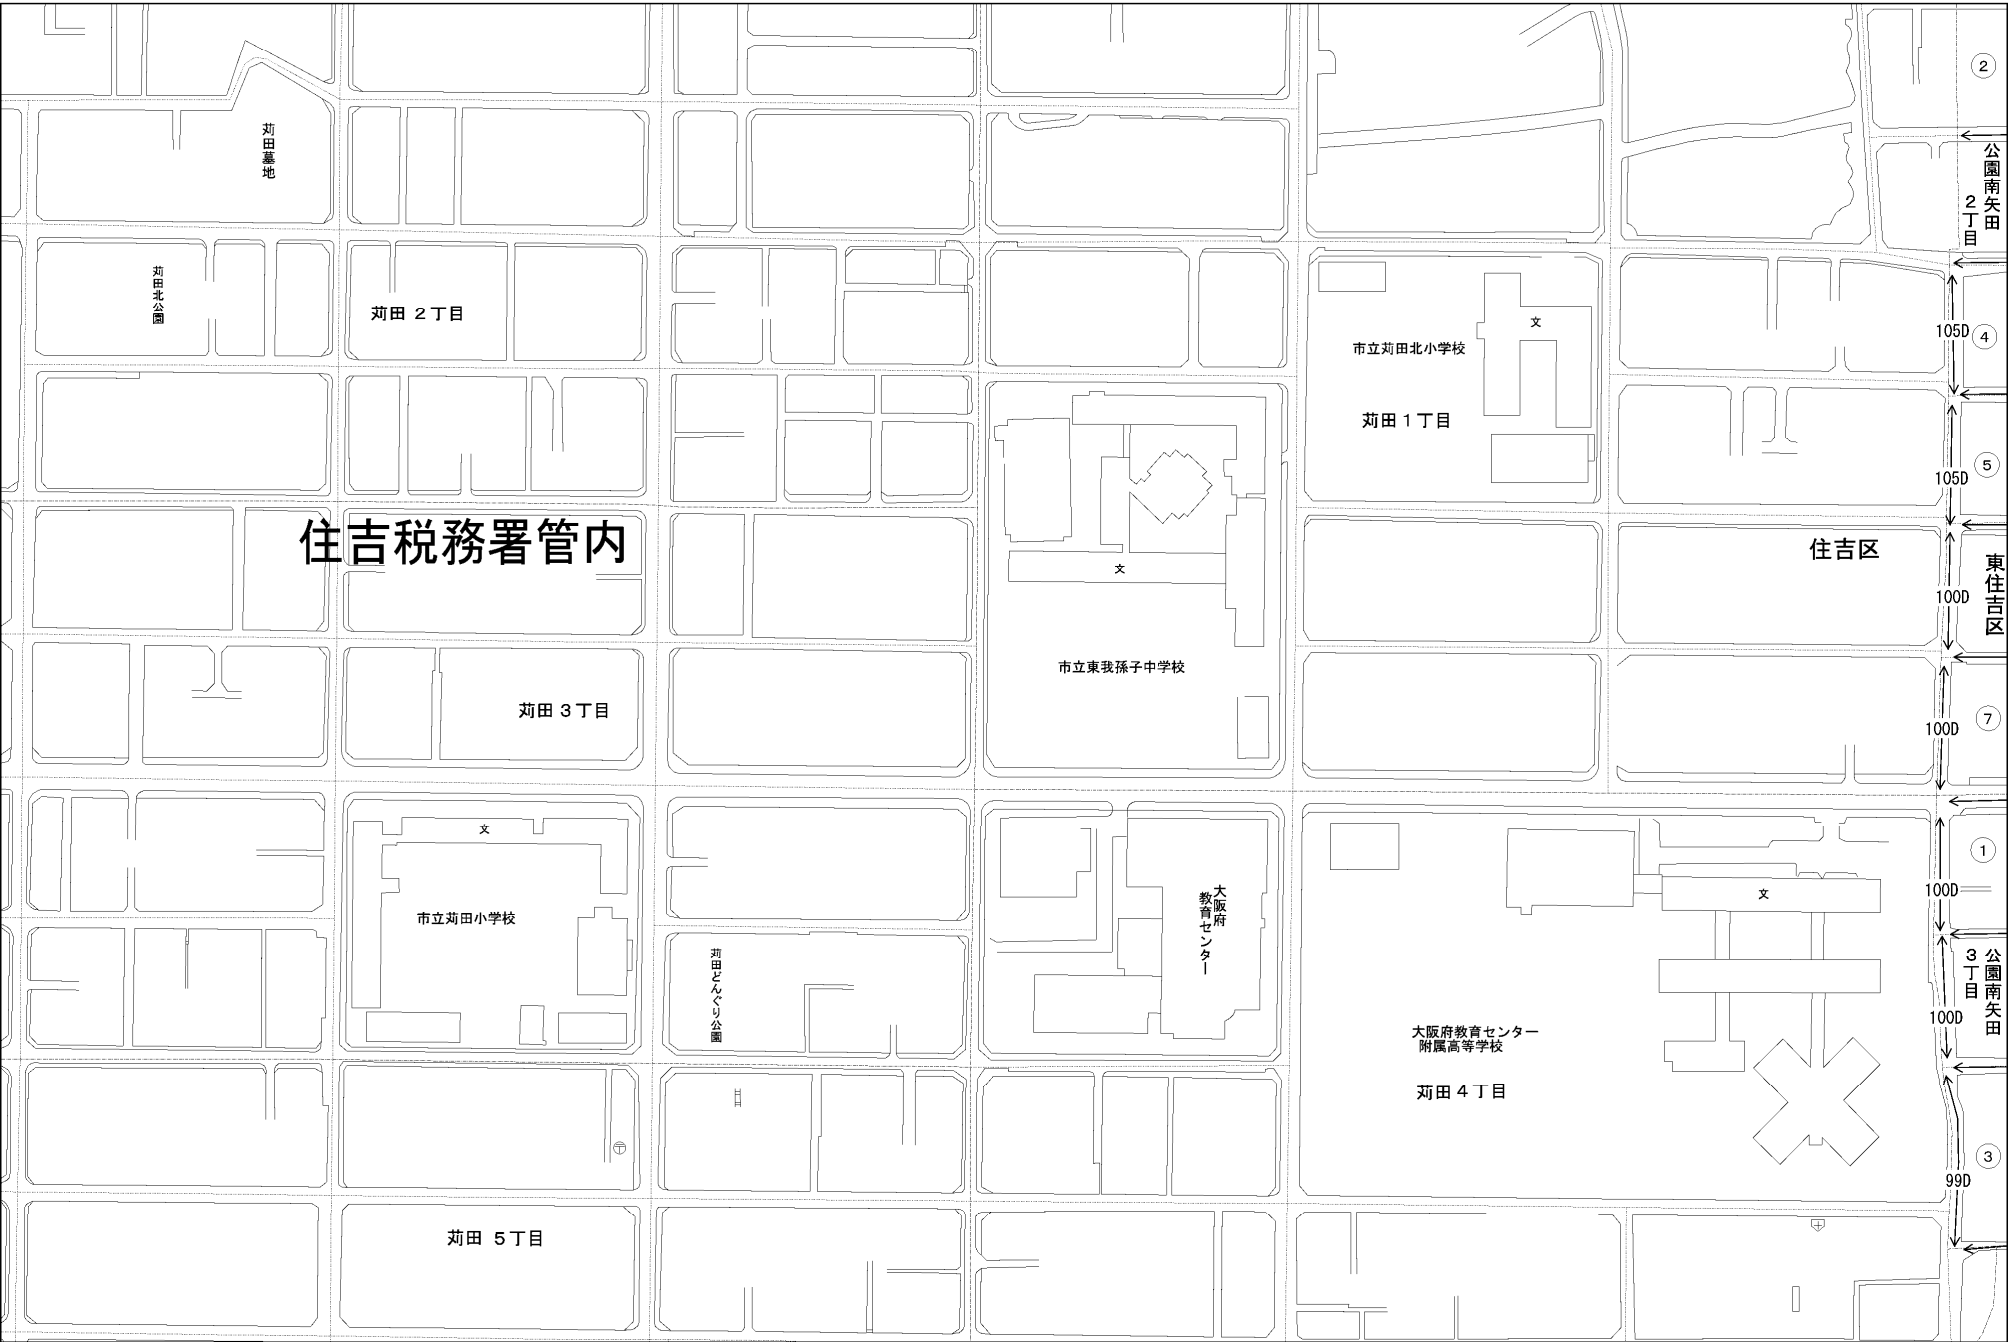 ②
苅田墓地
公園南矢田
2丁目
苅田北公園
苅田 2丁目
105D
④
市立苅田北小学校
文
苅田 1丁目
105D
⑤
住吉税務署管内
住吉区
東住吉区
100D
文
市立東我孫子中学校
苅田 3丁目
100D
⑦
文
市立苅田小学校
大阪府
教育センター
文
①
100D
苅田どんぐり公園
公園南矢田
3丁目
100D
大阪府教育センター
附属高等学校
苅田 4丁目
③
99D
苅田 5丁目